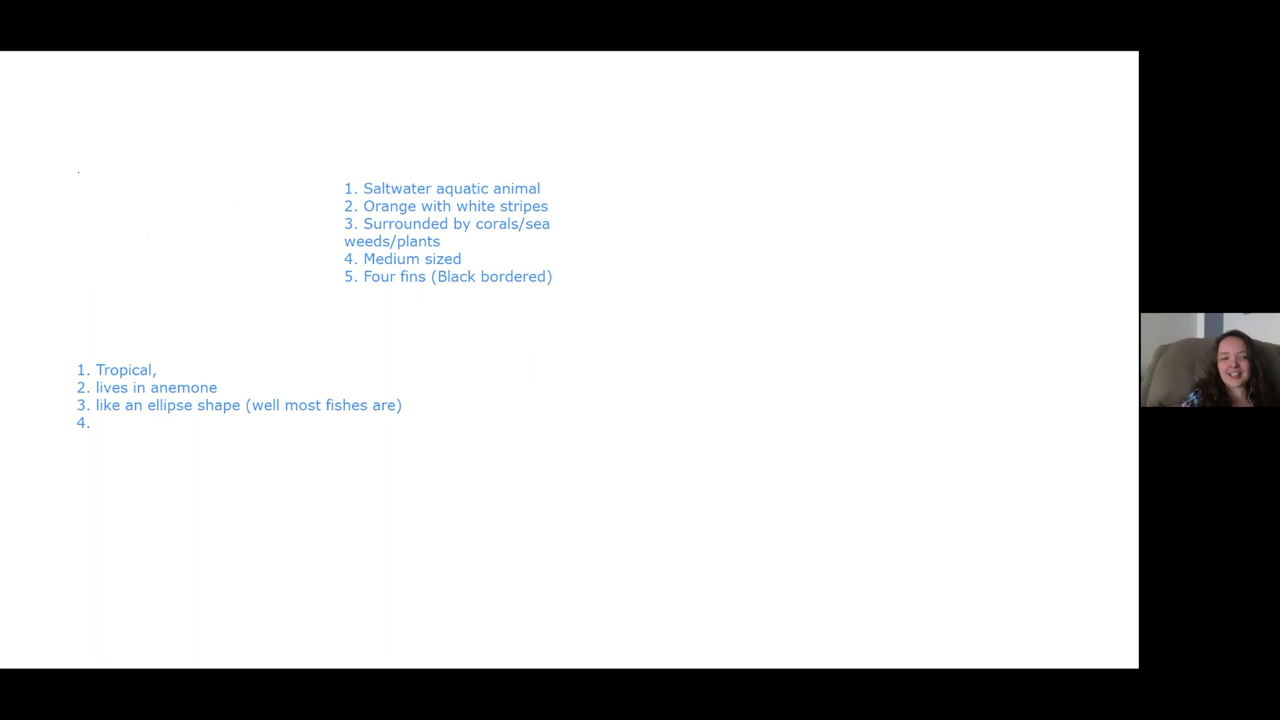 1. Saltwater aquatic animal
2. Orange with white stripes
3. Surrounded by corals/sea
weeds/plants
4. Medium sized
5. Four fins (Black bordered)
1. Tropical,
2. lives in anemone
3. like an ellipse shape (well most fishes are)
4.